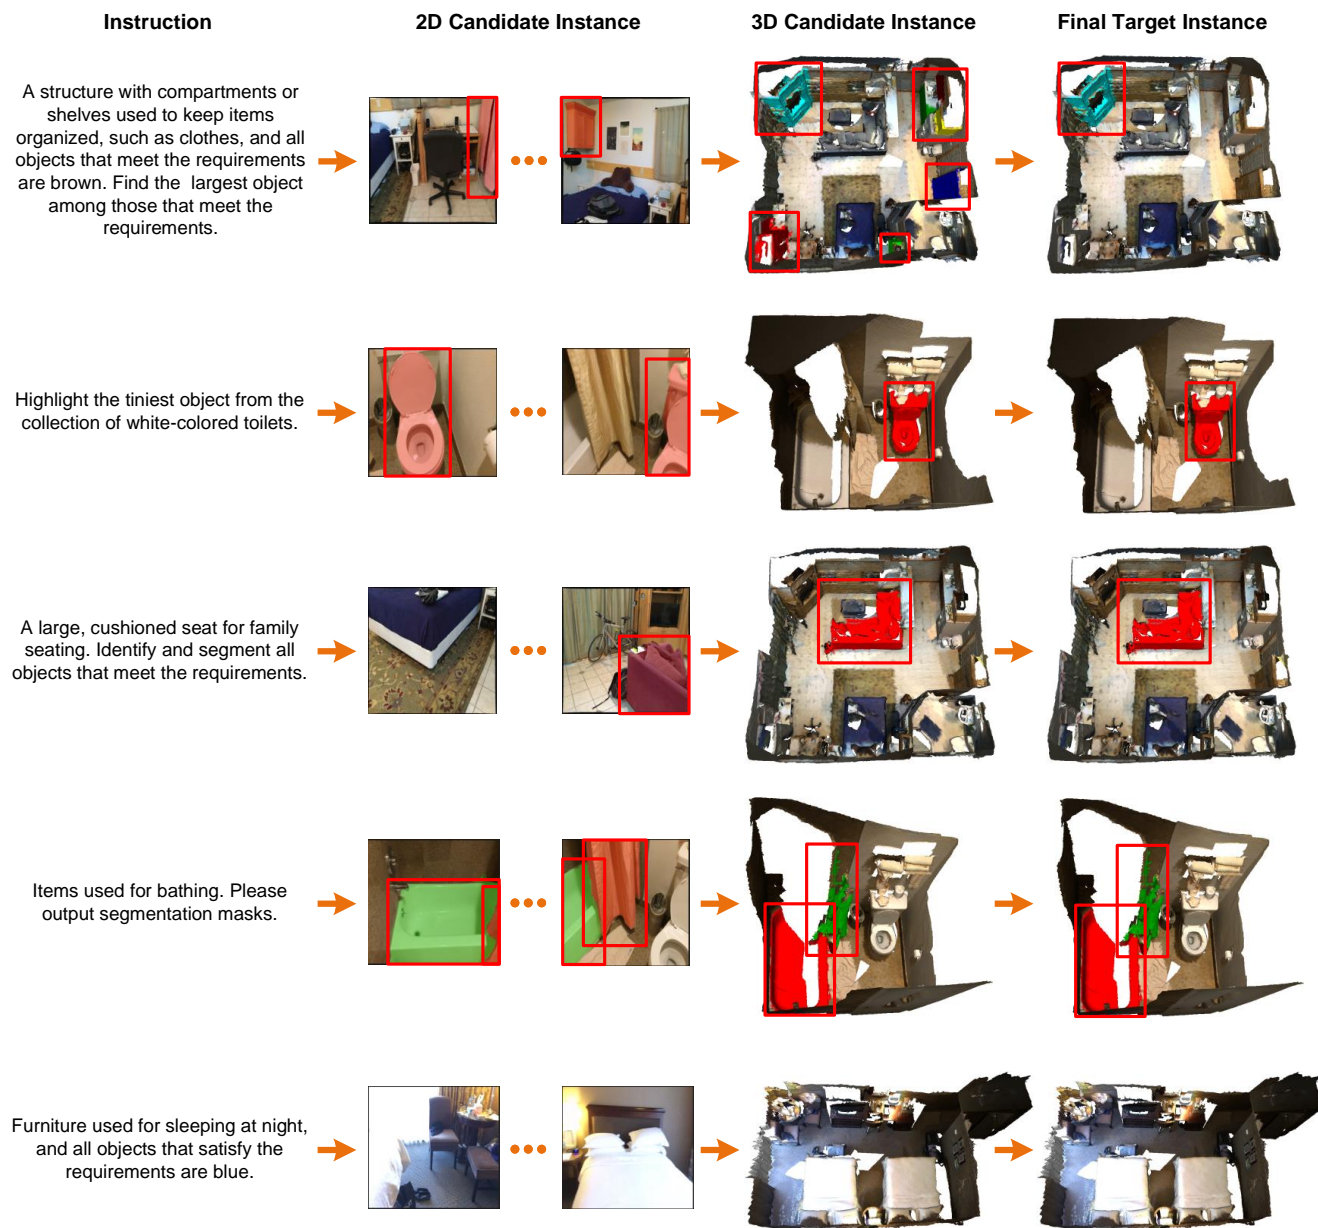 Instruction
2D Candidate Instance
3D Candidate Instance
Final Target Instance
A structure with compartments or
shelves used to keep items
organized, such as clothes, and all
objects that meet the requirements
are brown. Find the largest object
among those that meet the
requirements.
Highlight the tiniest object from the
collection of white-colored toilets.
A large, cushioned seat for family
seating. Identify and segment all
objects that meet the requirements.
Items used for bathing. Please
output segmentation masks.
Furniture used for sleeping at night,
and all objects that satisfy the
requirements are blue.